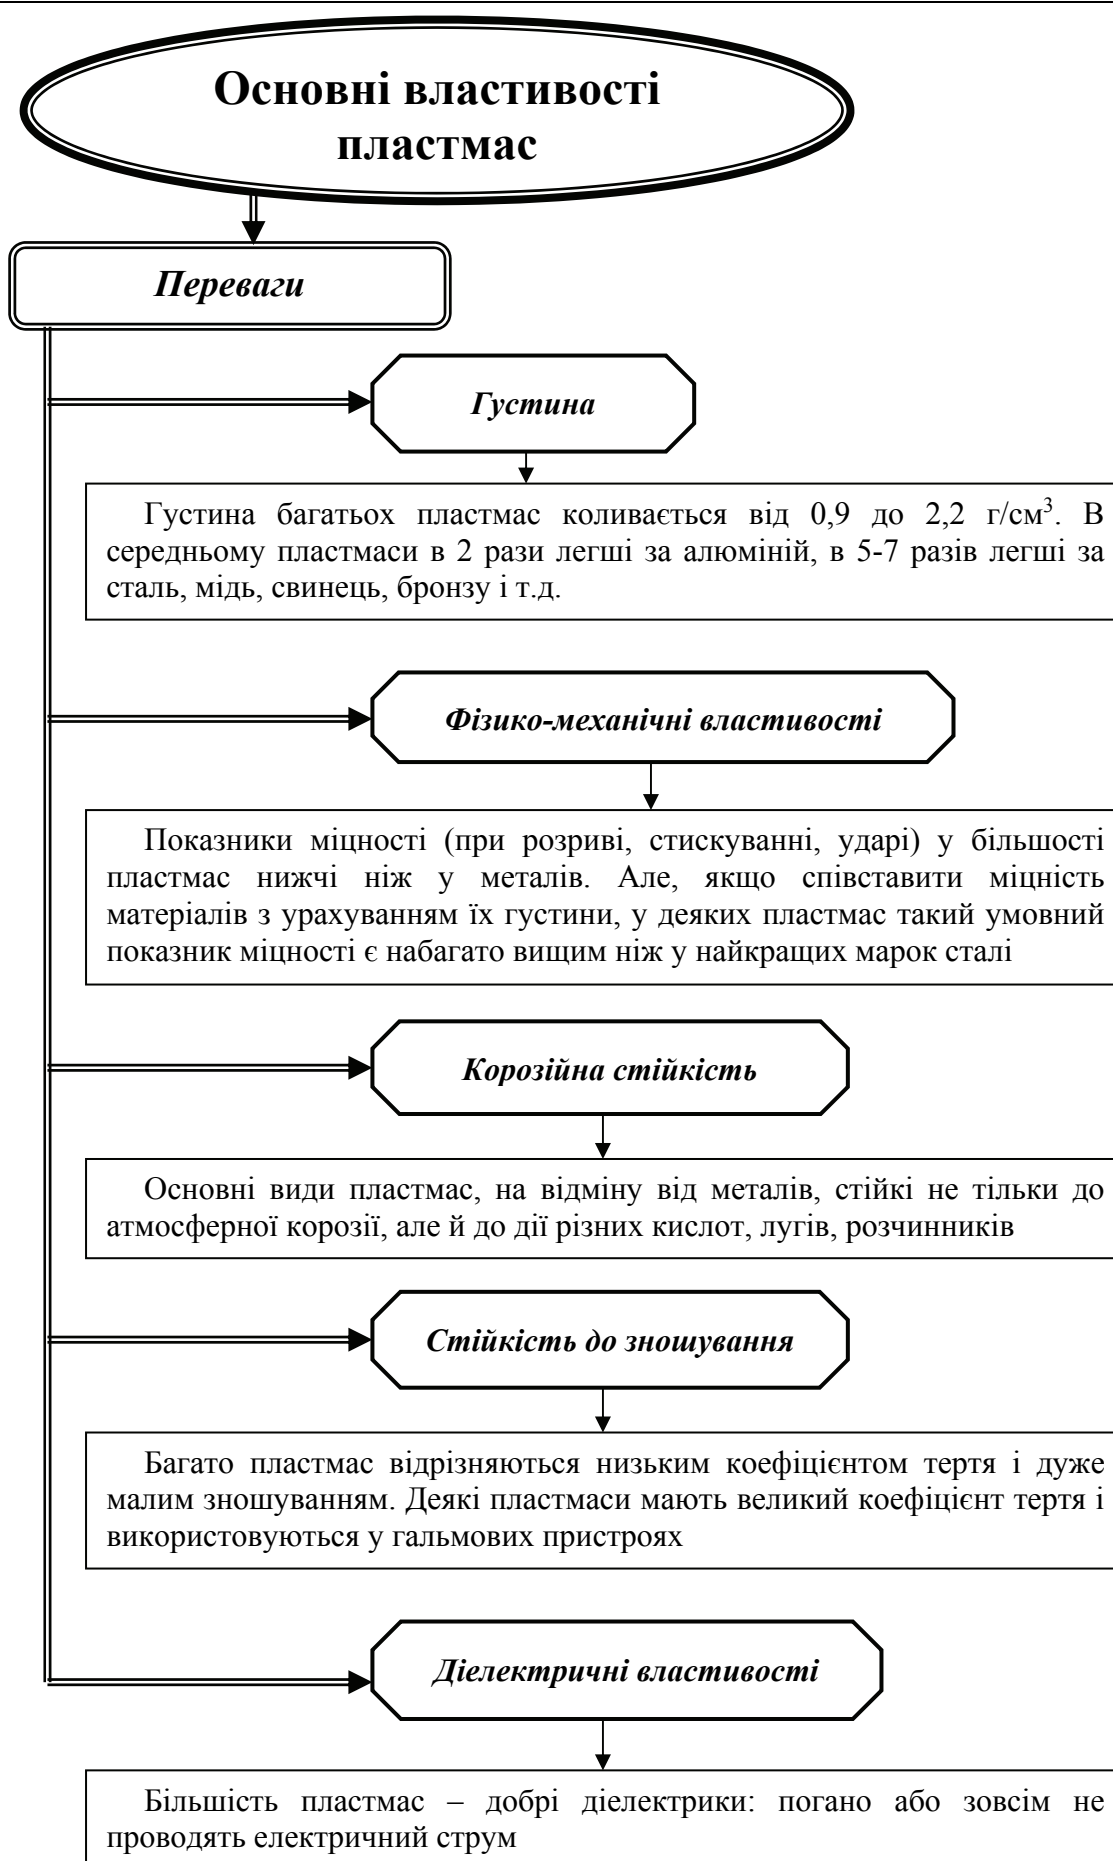 Основні властивості
пластмас
Переваги
Густина
Густина багатьох пластмас коливається від 0,9 до 2,2 г/см³. В
середньому пластмаси в 2 рази легші за алюміній, в 5-7 разів легші за
сталь, мідь, свинець, бронзу і т.д.
Фізико-механічні властивості
Показники міцності (при розриві, стискуванні, ударі) у більшості
пластмас нижчі ніж у металів. Але, якщо співставити міцність
матеріалів з урахуванням їх густини, у деяких пластмас такий умовний
показник міцності є набагато вищим ніж у найкращих марок сталі
Корозійна стійкість
Основні види пластмас, на відміну від металів, стійкі не тільки до
атмосферної корозії, але й до дії різних кислот, лугів, розчинників
Стійкість до зношування
Багато пластмас відрізняються низьким коефіцієнтом тертя і дуже
малим зношуванням. Деякі пластмаси мають великий коефіцієнт тертя і
використовуються у гальмових пристроях
Діелектричні властивості
Більшість пластмас – добрі діелектрики: погано або зовсім не
проводять електричний струм